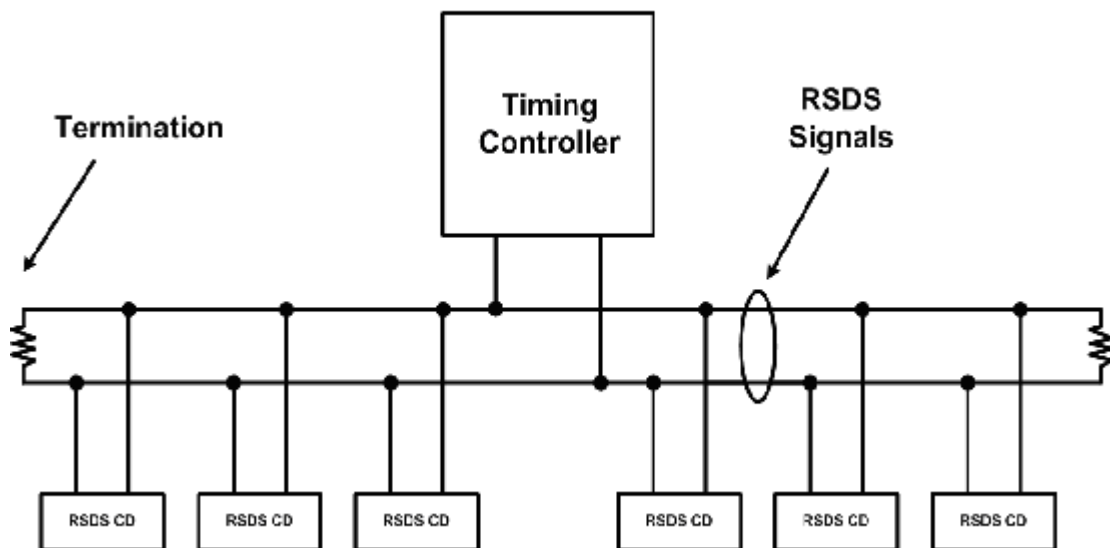 Timing
Controller
Termination
RSDS
Signals
RSDS CD
RSDS CD
RSDS CD
RSDS CD
RSDS CD
RSDS CD